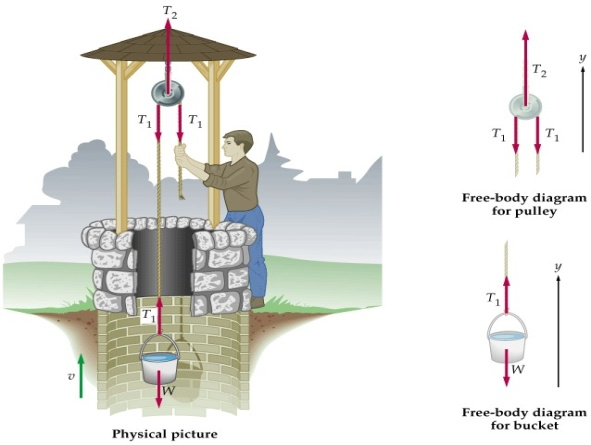 T₂
T₁ T₁
T₁
v
W
Physical picture
y
T₂
T₁ T₁
Free-body diagram
for pulley
y
T₁
W
Free-body diagram
for bucket